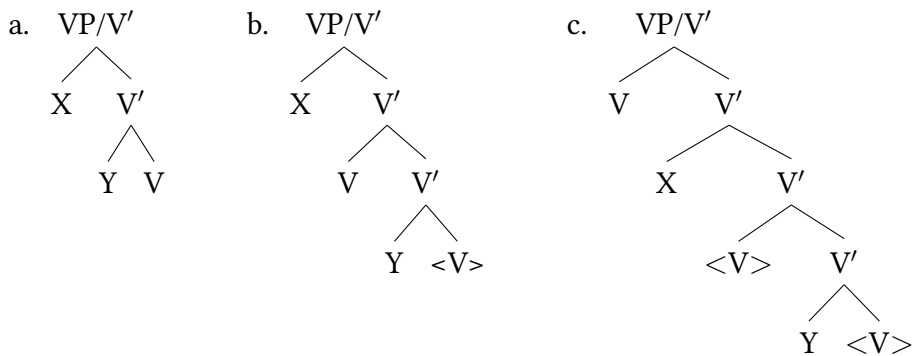 a. VP/V′ b. VP/V′ c. VP/V′
X V′ X V′ V V′
Y V V V′ X V′
Y <V> <V> V′
Y <V>